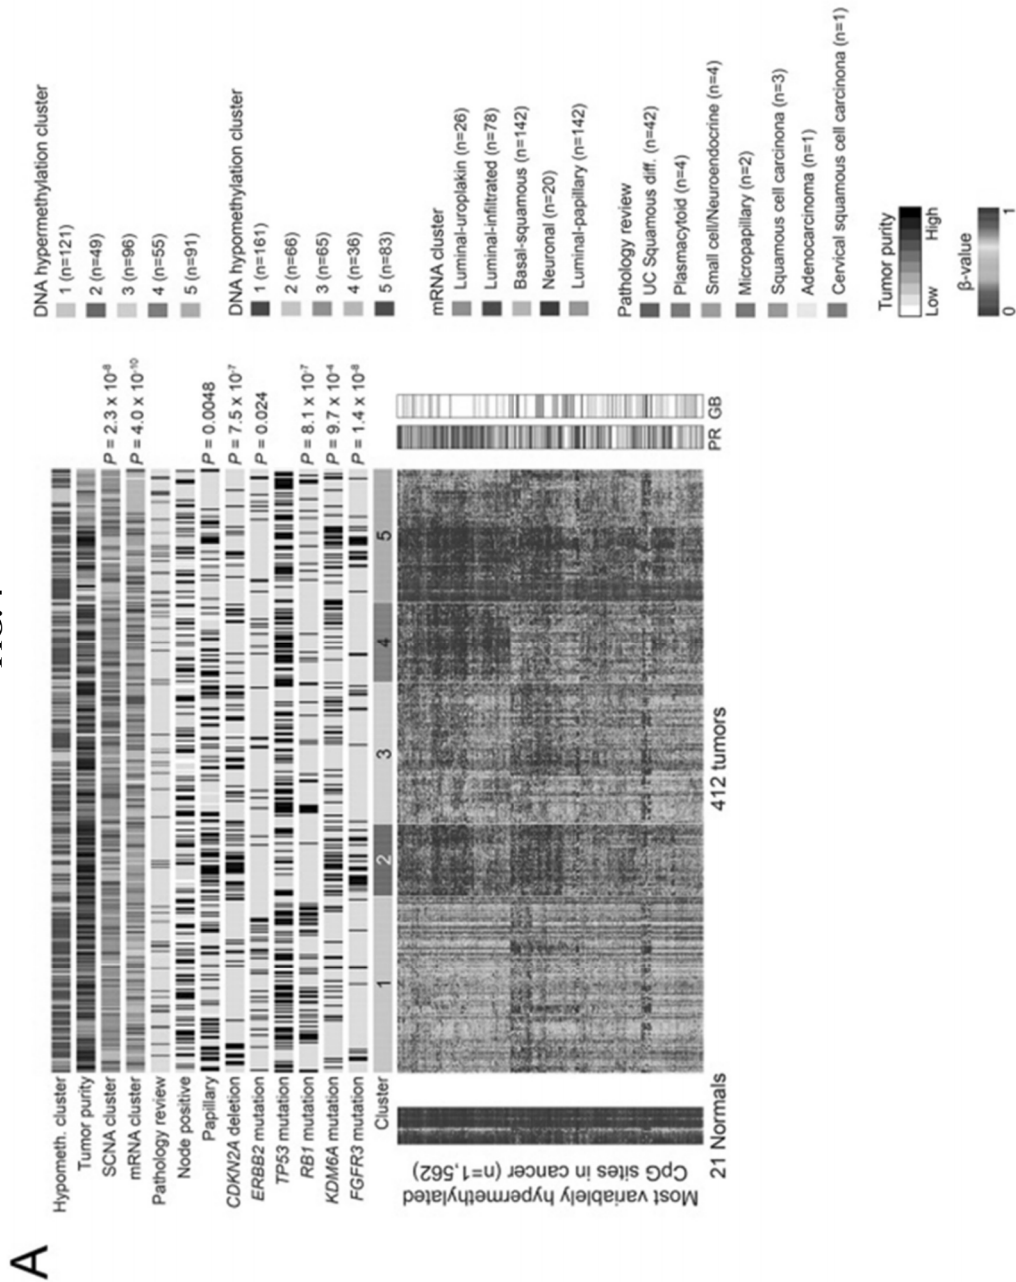 A
Hypometh. cluster
Tumor purity
SCNA cluster
P = 2.3 x 10-8
mRNA cluster
P = 4.0 x 10-10
Pathology review
Node positive
Papillary
P = 0.0048
CDKN2A deletion
P = 7.5 x 10-7
ERBB2 mutation
P = 0.024
TP53 mutation
RB1 mutation
P = 8.1 x 10-7
KDM6A mutation
P = 9.7 x 10-4
FGFR3 mutation
P = 1.4 x 10-8
Cluster
1 2 3 4 5
Most variablely hypermethylated
CpG sites in cancer (n=1,562)
21 Normals
412 tumors
PR GB
DNA hypermethylation cluster
1 (n=121)
2 (n=49)
3 (n=96)
4 (n=55)
5 (n=91)
DNA hypomethylation cluster
1 (n=161)
2 (n=66)
3 (n=65)
4 (n=36)
5 (n=83)
mRNA cluster
Luminal-uroplakin (n=26)
Luminal-infiltrated (n=78)
Basal-squamous (n=142)
Neuronal (n=20)
Luminal-papillary (n=142)
Pathology review
UC Squamous diff. (n=42)
Plasmacytoid (n=4)
Small cell/Neuroendocrine (n=4)
Micropapillary (n=2)
Squamous cell carcinoma (n=3)
Adenocarcinoma (n=1)
Cervical squamous cell carcinoma (n=1)
Tumor purity
Low High
β-value
0 1